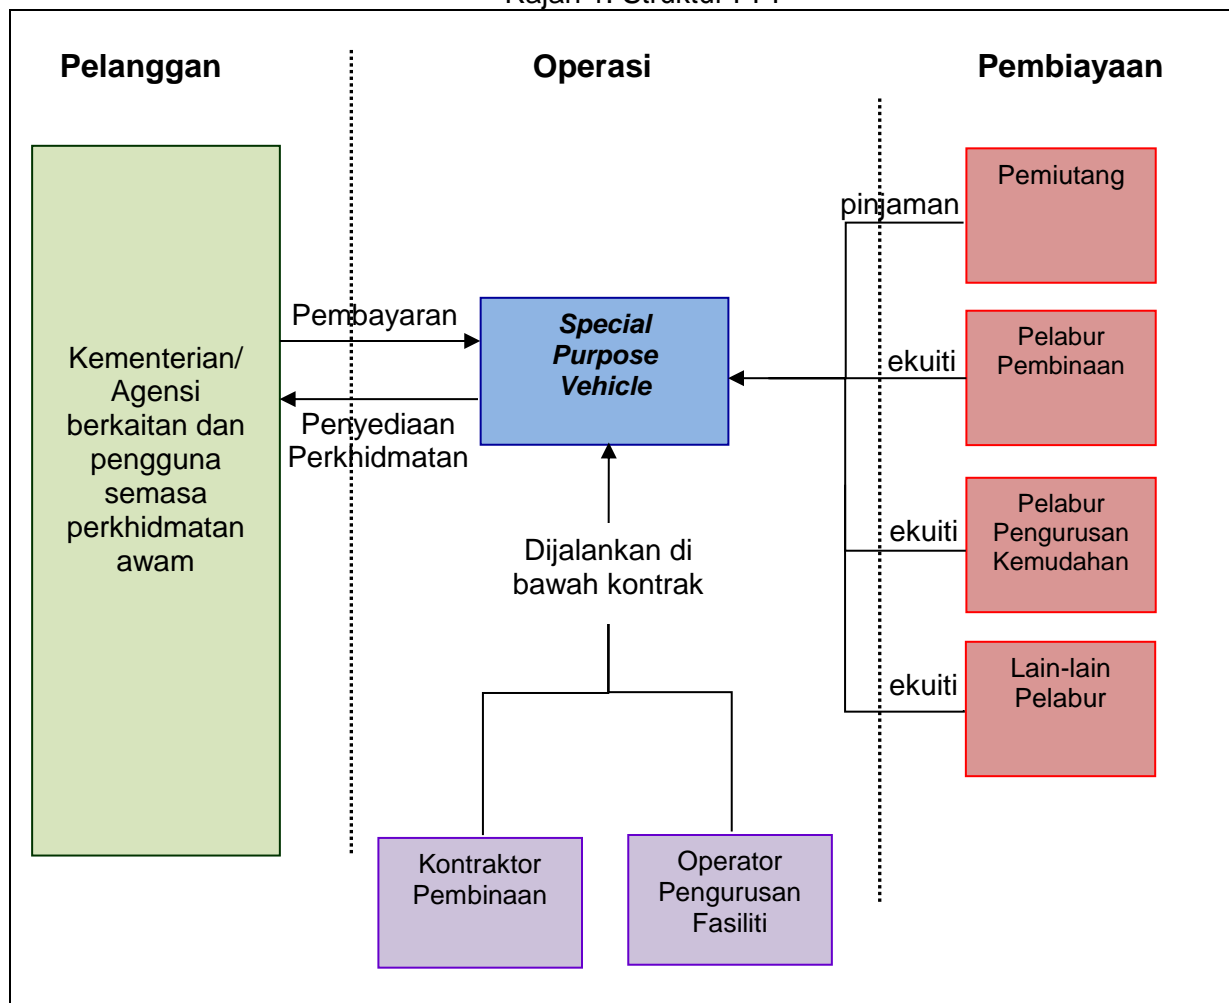 Pelanggan
Operasi
Pembiayaan
Kementerian/
Agensi
berkaitan dan
pengguna
semasa
perkhidmatan
awam
Pembayaran
Penyediaan
Perkhidmatan
Special
Purpose
Vehicle
Dijalankan di
bawah kontrak
Kontraktor
Pembinaan
Operator
Pengurusan
Fasiliti
pinjaman
Pemiutang
ekuiti
Pelabur
Pembinaan
ekuiti
Pelabur
Pengurusan
Kemudahan
ekuiti
Lain-lain
Pelabur